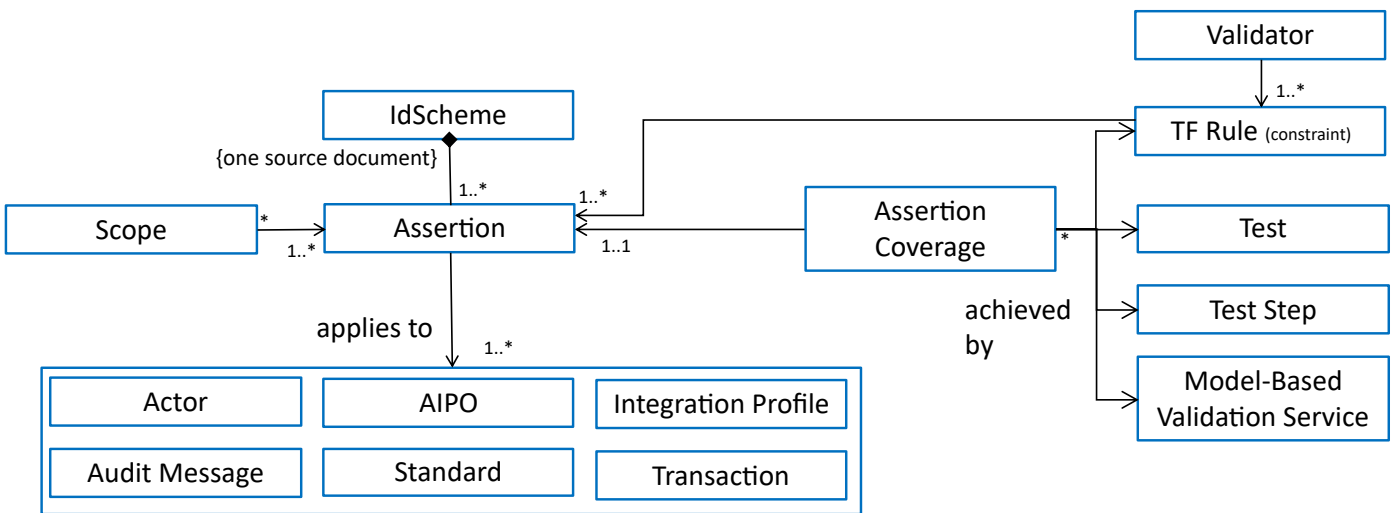 Validator
1..*
IdScheme
TF Rule (constraint)
{one source document}
1..*
1..*
Scope
*
1..*
Assertion
1..1
Assertion
Coverage
*
Test
applies to
1..*
achieved
by
Test Step
Model-Based
Validation Service
Actor
AIPO
Integration Profile
Audit Message
Standard
Transaction